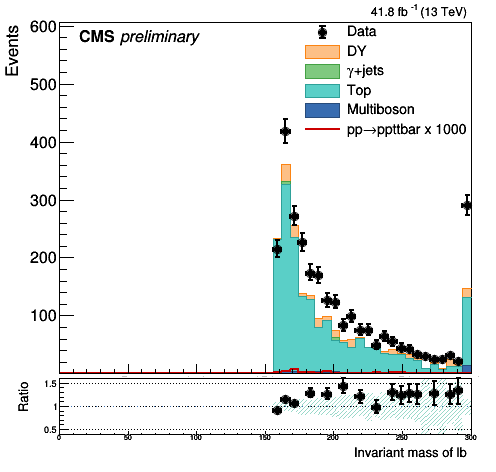 41.8 fb⁻¹ (13 TeV)
CMS preliminary
Data
DY
γ+jets
Top
Multiboson
pp→ppttbar x 1000
Events
600
500
400
300
200
100
Ratio
1.5
1
0.5
0 50 100 150 200 250 300
Invariant mass of lb